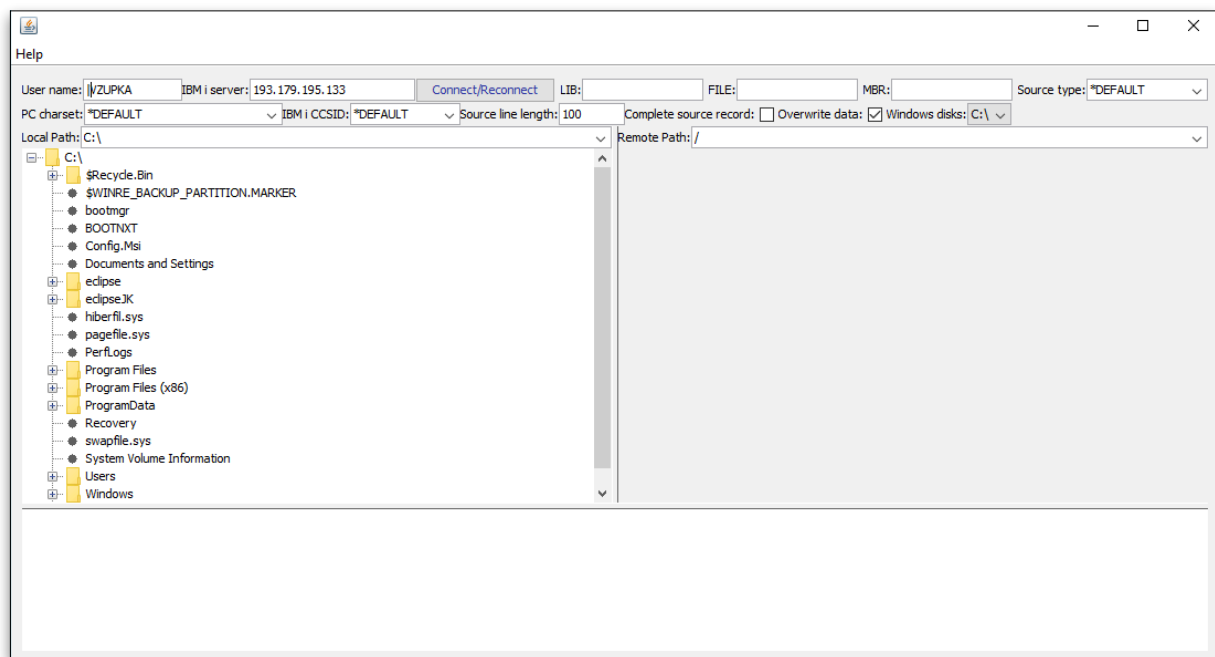 Help
User name: VZUPKA IBM i server: 193.179.195.133 Connect/Reconnect LIB: FILE: MBR: Source type: *DEFAULT
PC charset: *DEFAULT IBM i CCSID: *DEFAULT Source line length: 100 Complete source record: Overwrite data: Windows disks: C:\
Local Path: C:\ Remote Path: /
C:\
$Recycle.Bin
$WINRE_BACKUP_PARTITION.MARKER
bootmgr
BOOTNXT
Config.Msi
Documents and Settings
eclipse
eclipseJK
hiberfil.sys
pagefile.sys
PerfLogs
Program Files
Program Files (x86)
ProgramData
Recovery
swapfile.sys
System Volume Information
Users
Windows